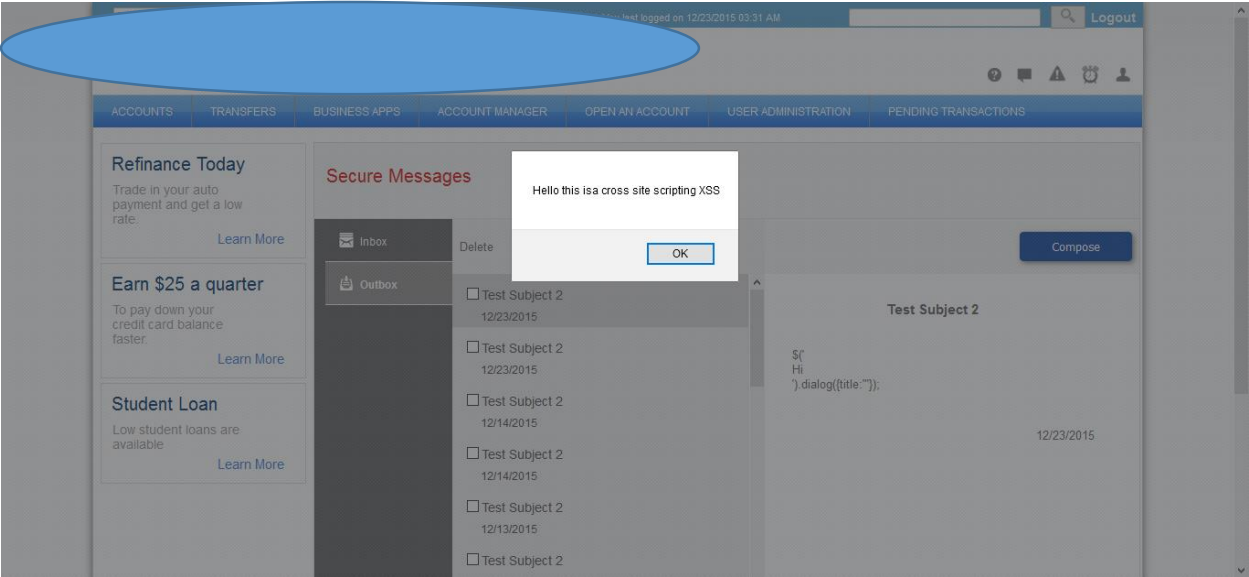 last logged on 12/23/2015 03:31 AM
Logout
ACCOUNTS TRANSFERS BUSINESS APPS ACCOUNT MANAGER OPEN AN ACCOUNT USER ADMINISTRATION PENDING TRANSACTIONS
Refinance Today
Trade in your auto
payment and get a low
rate.
Learn More
Earn $25 a quarter
To pay down your
credit card balance
faster.
Learn More
Student Loan
Low student loans are
available
Learn More
Secure Messages
Hello this isa cross site scripting XSS
OK
Inbox
Outbox
Delete
Compose
Test Subject 2
12/23/2015
Test Subject 2
12/23/2015
Test Subject 2
12/14/2015
Test Subject 2
12/14/2015
Test Subject 2
12/13/2015
Test Subject 2
Test Subject 2
$('
Hi
').dialog({title:""});
12/23/2015